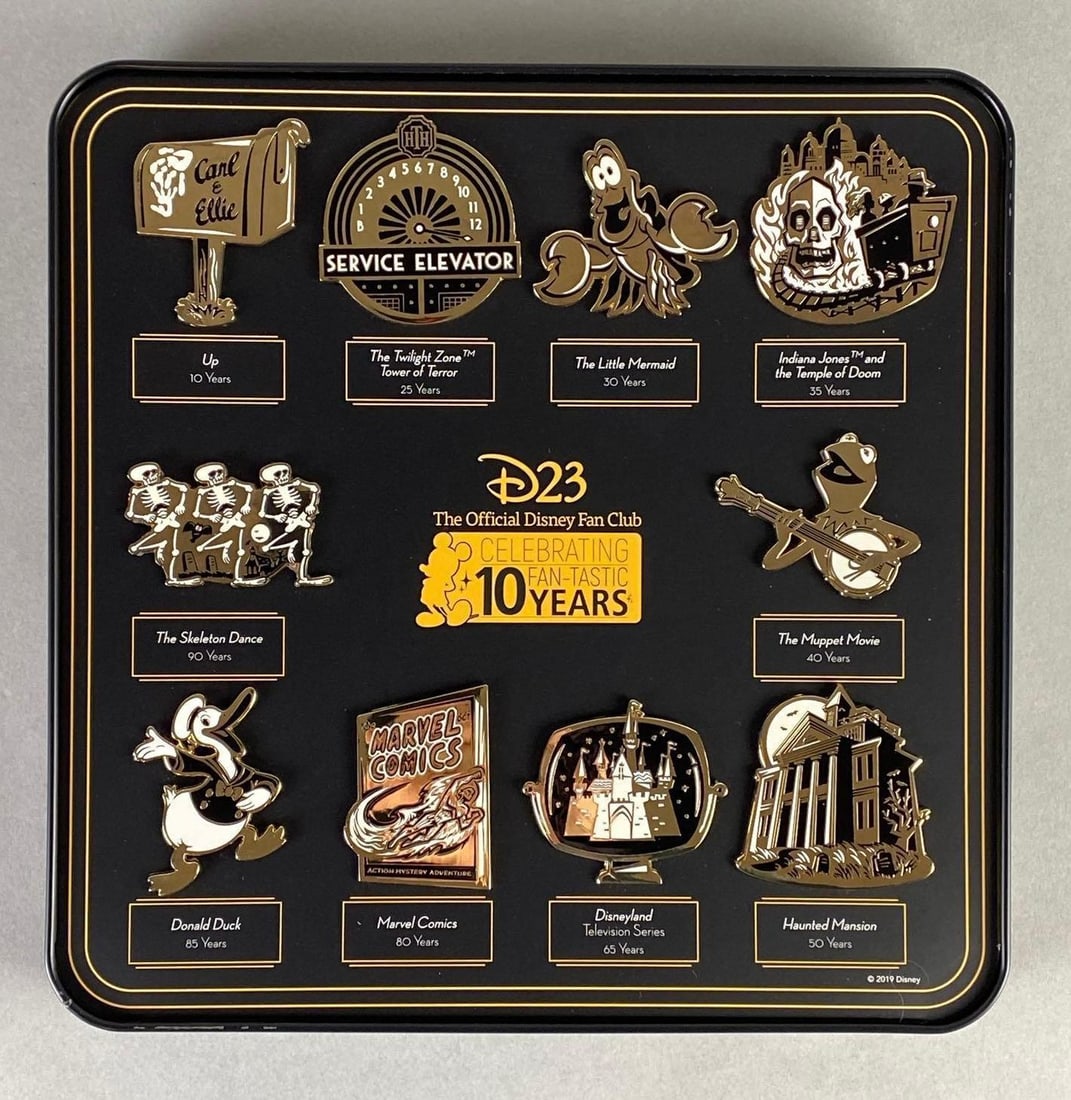 Carl
&
Ellie
HTH
B 1 2 3 4 5 6 7 8 9 10 11 12
SERVICE ELEVATOR
Up
10 Years
The Twilight Zone™
Tower of Terror
25 Years
The Little Mermaid
30 Years
Indiana Jones™ and
the Temple of Doom
35 Years
D23
The Official Disney Fan Club
CELEBRATING
10 FAN-TASTIC
YEARS
The Skeleton Dance
90 Years
The Muppet Movie
40 Years
MARVEL
COMICS
ACTION MYSTERY ADVENTURE
Donald Duck
85 Years
Marvel Comics
80 Years
Disneyland
Television Series
65 Years
Haunted Mansion
50 Years
© 2019 Disney